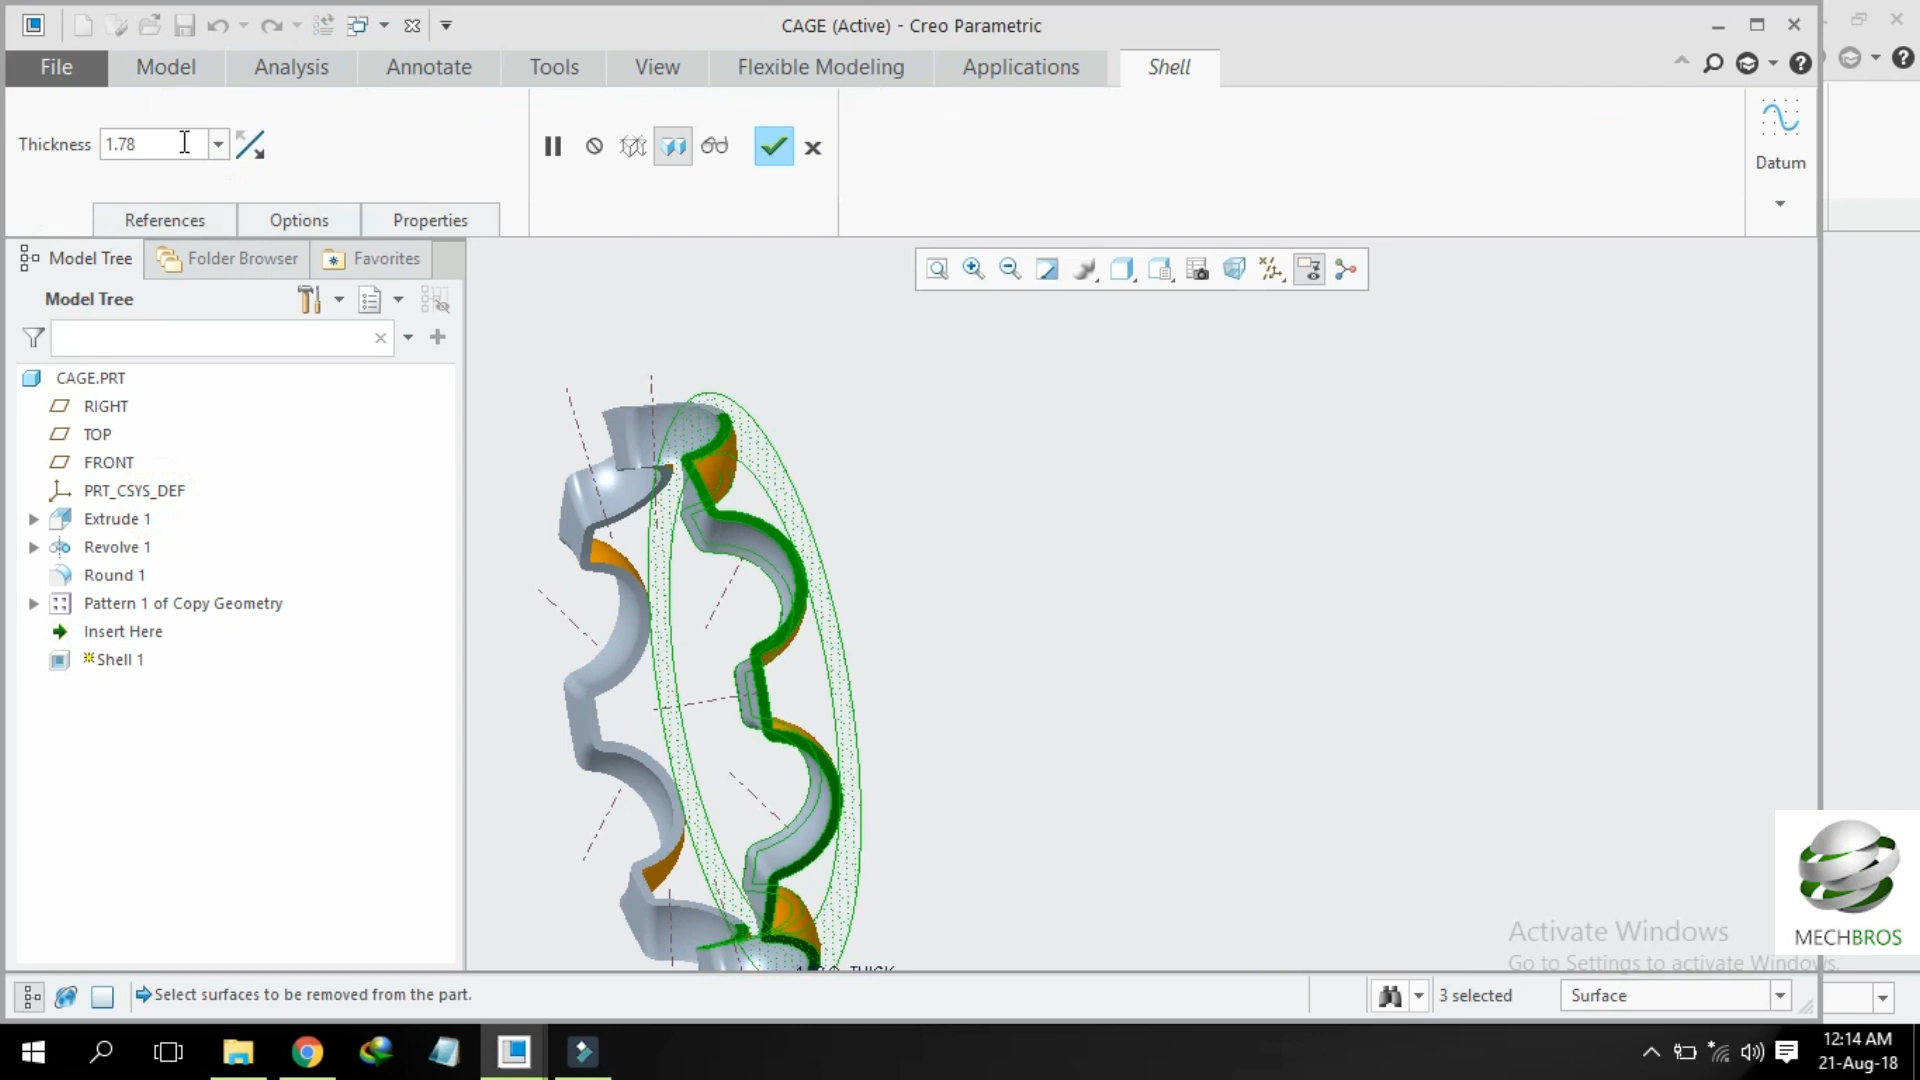 CAGE (Active) - Creo Parametric
File
Model
Analysis
Annotate
Tools
View
Flexible Modeling
Applications
Shell
Thickness
1.78
Datum
References
Options
Properties
Model Tree
Folder Browser
Favorites
Model Tree
CAGE.PRT
RIGHT
TOP
FRONT
PRT_CSYS_DEF
Extrude 1
Revolve 1
Round 1
Pattern 1 of Copy Geometry
Insert Here
Shell 1
THICK
MECHBROS
Activate Windows
Go to Settings to activate Windows.
Select surfaces to be removed from the part.
3 selected
Surface
12:14 AM
21-Aug-18